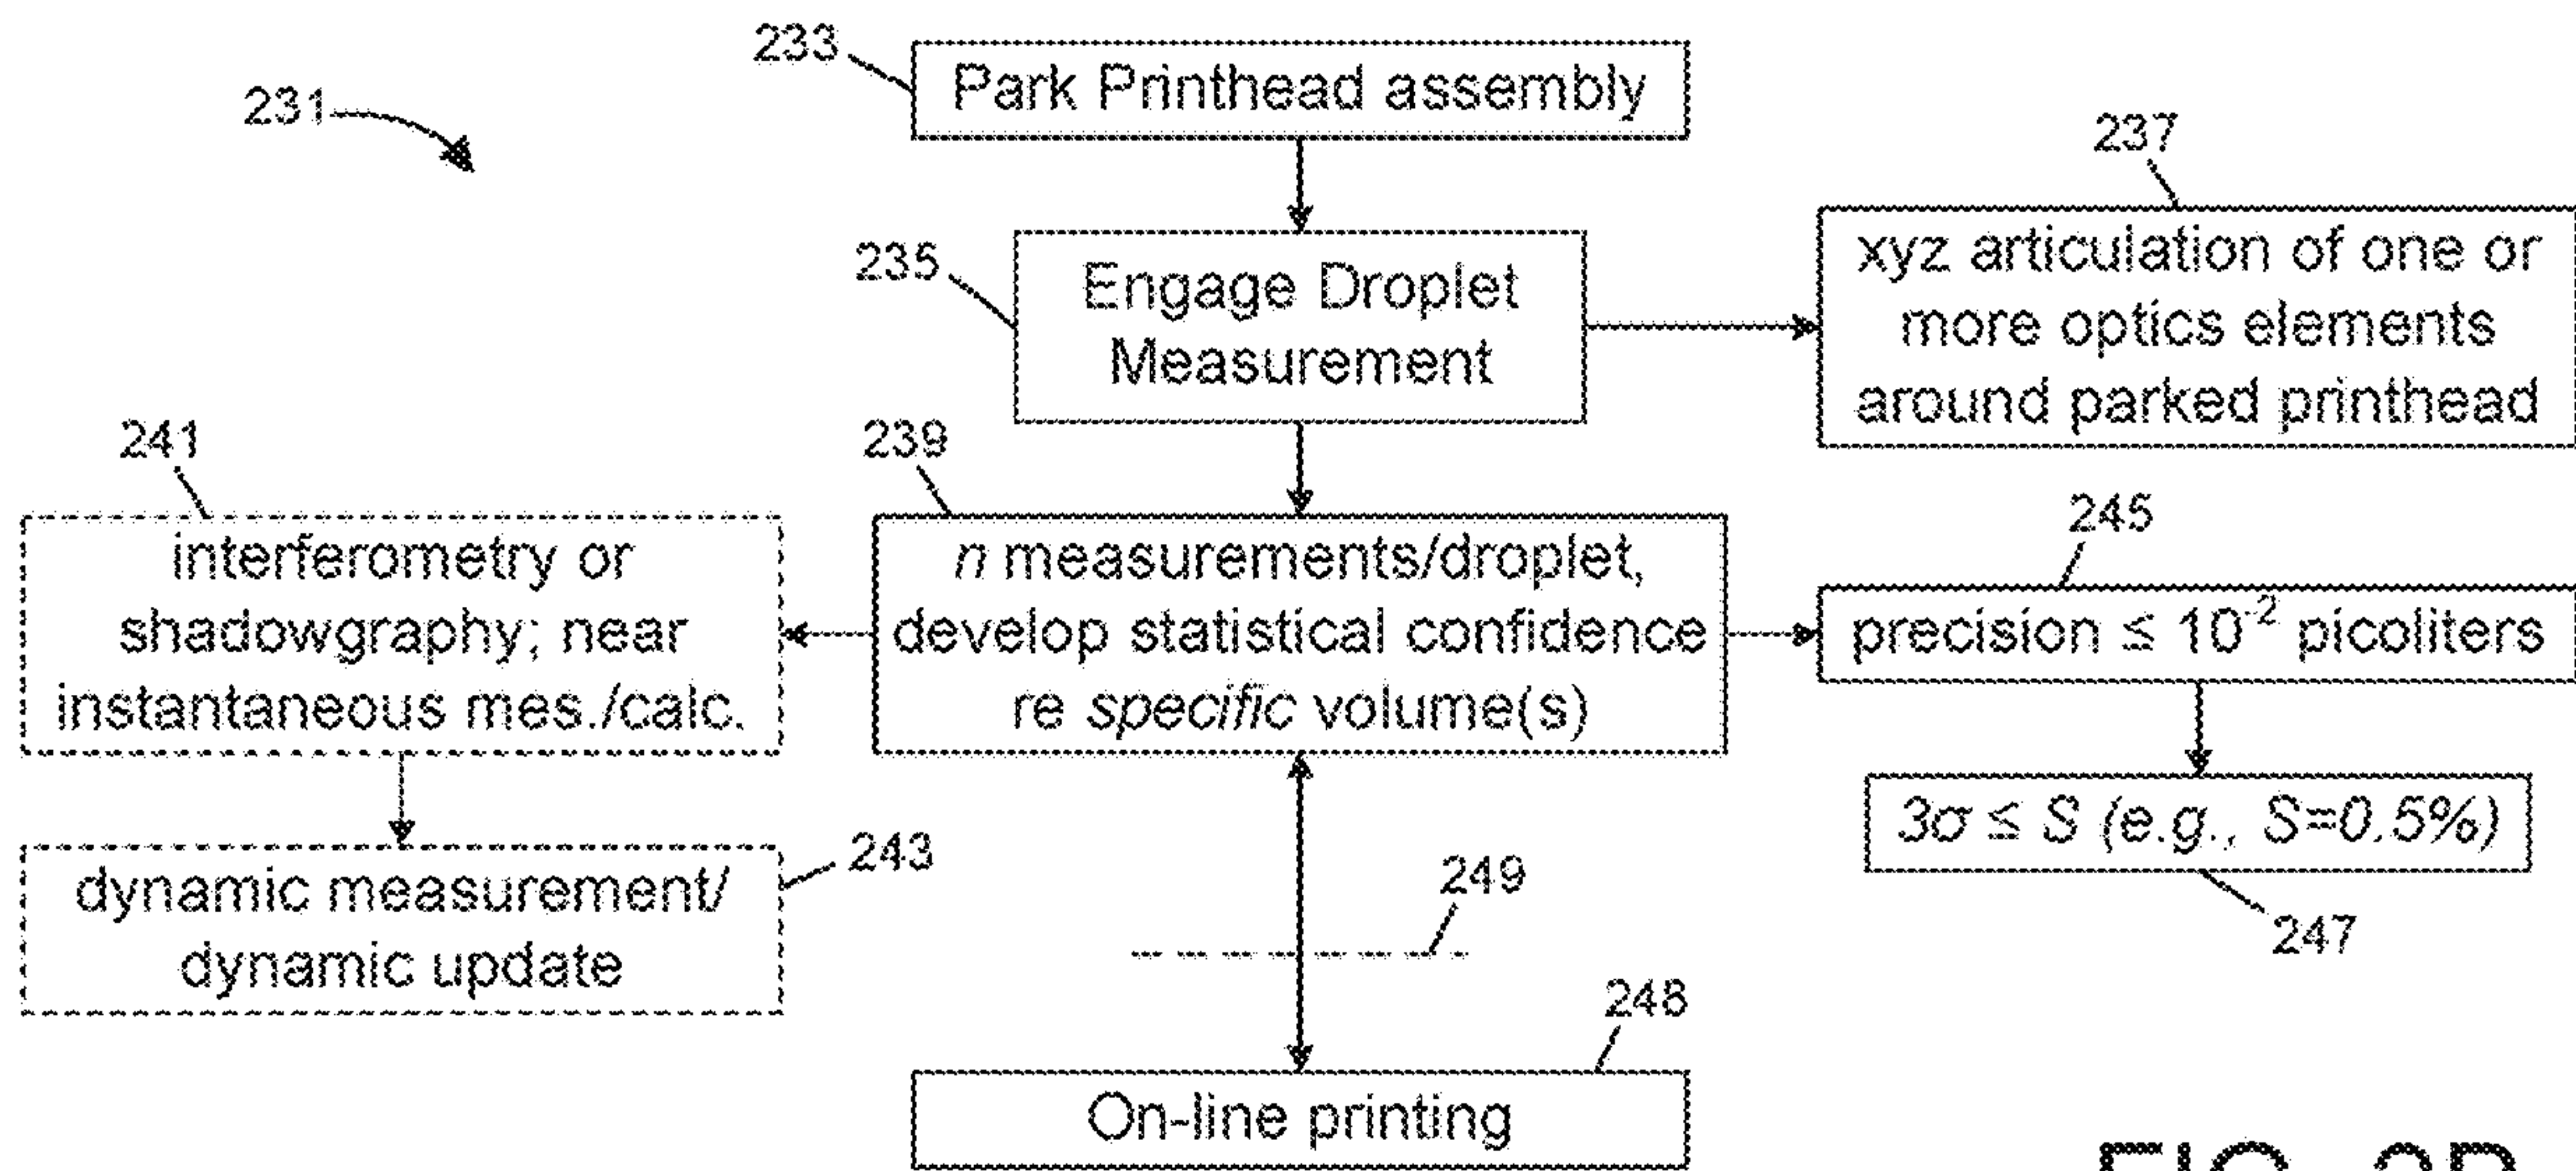 233
Park Printhead assembly
231
237
235
Engage Droplet
Measurement
xyz articulation of one or
more optics elements
around parked printhead
241
239
245
interferometry or
shadowgraphy; near
instantaneous mes./calc.
n measurements/droplet,
develop statistical confidence
re specific volume(s)
precision ≤ 10⁻² picoliters
3σ ≤ S (e.g., S=0.5%)
243
dynamic measurement/
dynamic update
249
247
248
On-line printing